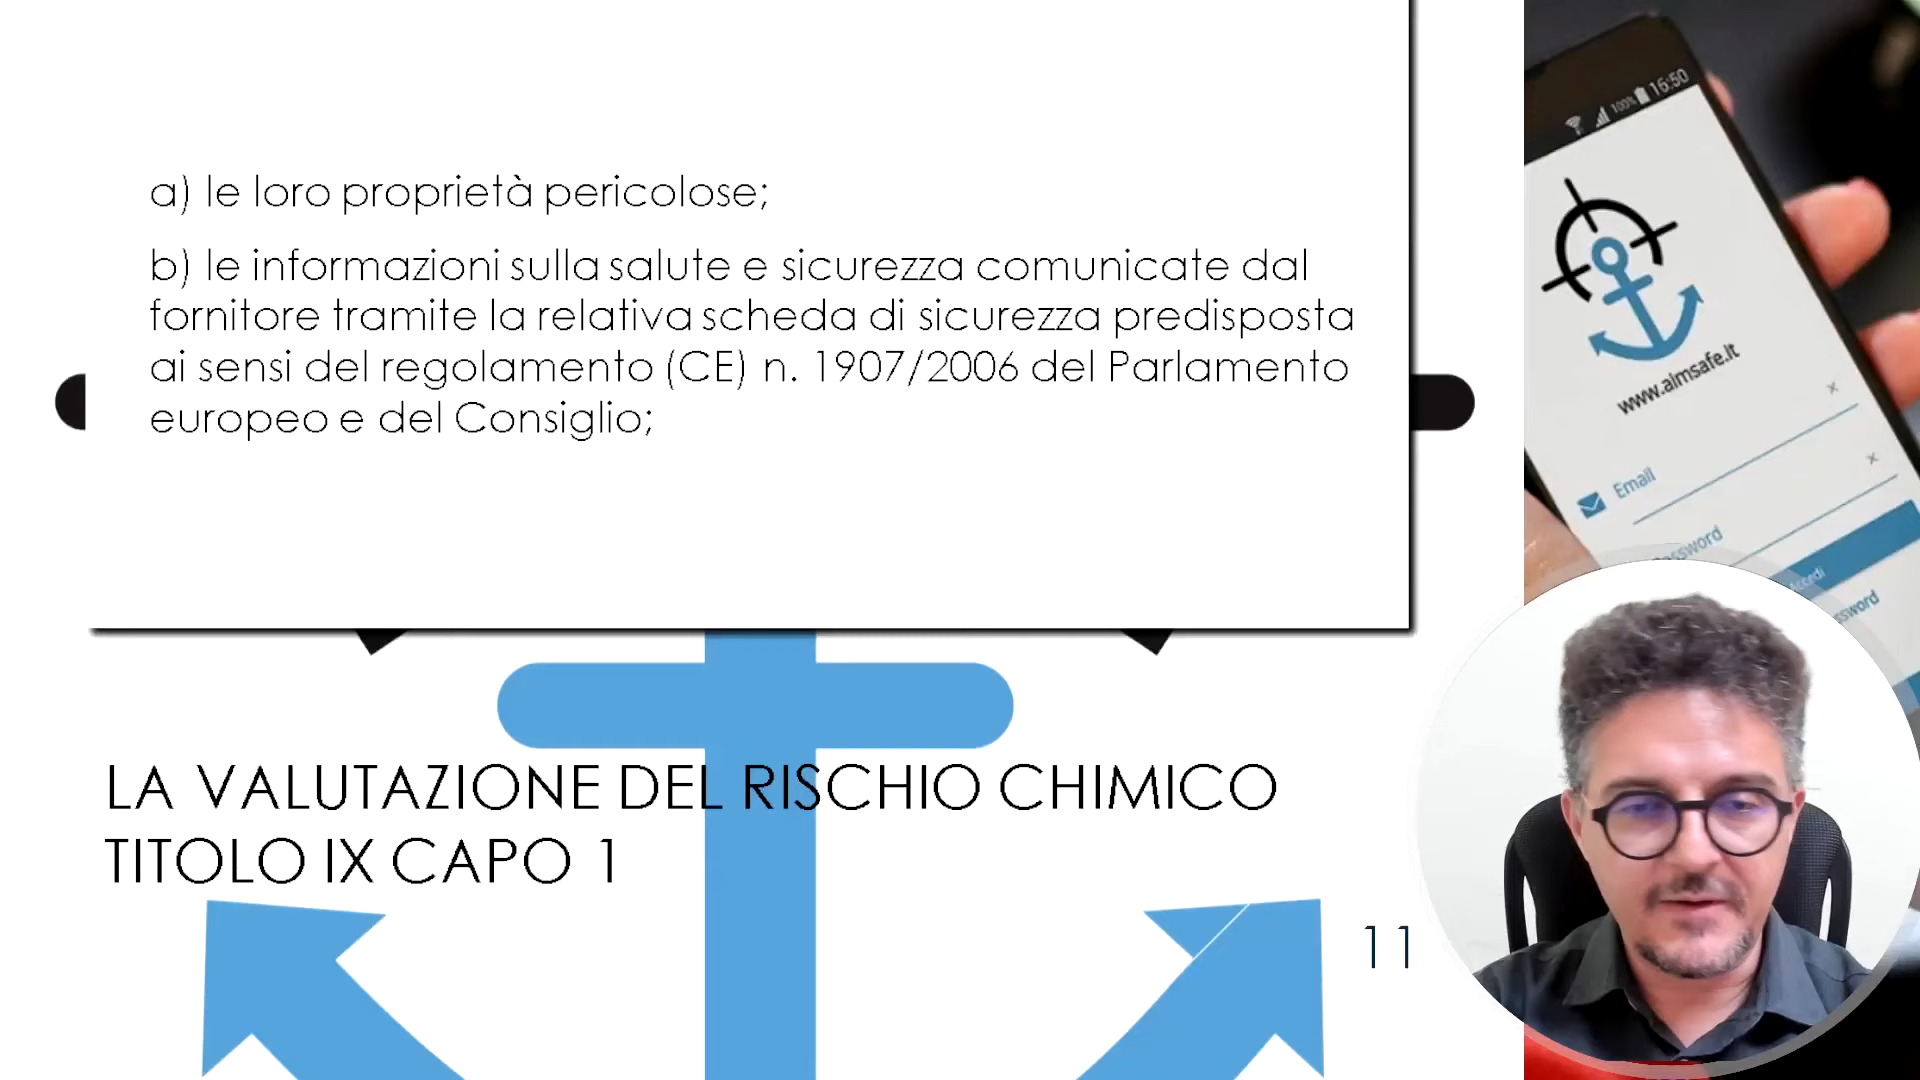 a) le loro proprietà pericolose;
b) le informazioni sulla salute e sicurezza comunicate dal
fornitore tramite la relativa scheda di sicurezza predisposta
ai sensi del regolamento (CE) n. 1907/2006 del Parlamento
europeo e del Consiglio;
LA VALUTAZIONE DEL RISCHIO CHIMICO
TITOLO IX CAPO 1
11
100% 16:50
www.aimsafe.it
Email